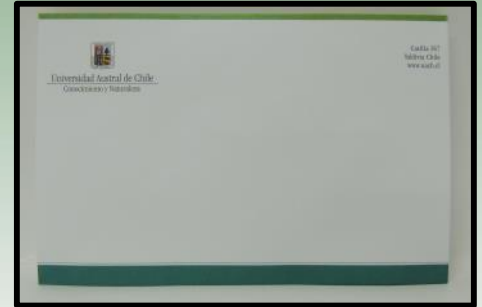 Universidad Austral de Chile
Conocimiento y Naturaleza
Casilla 567
Valdivia Chile
www.uach.cl